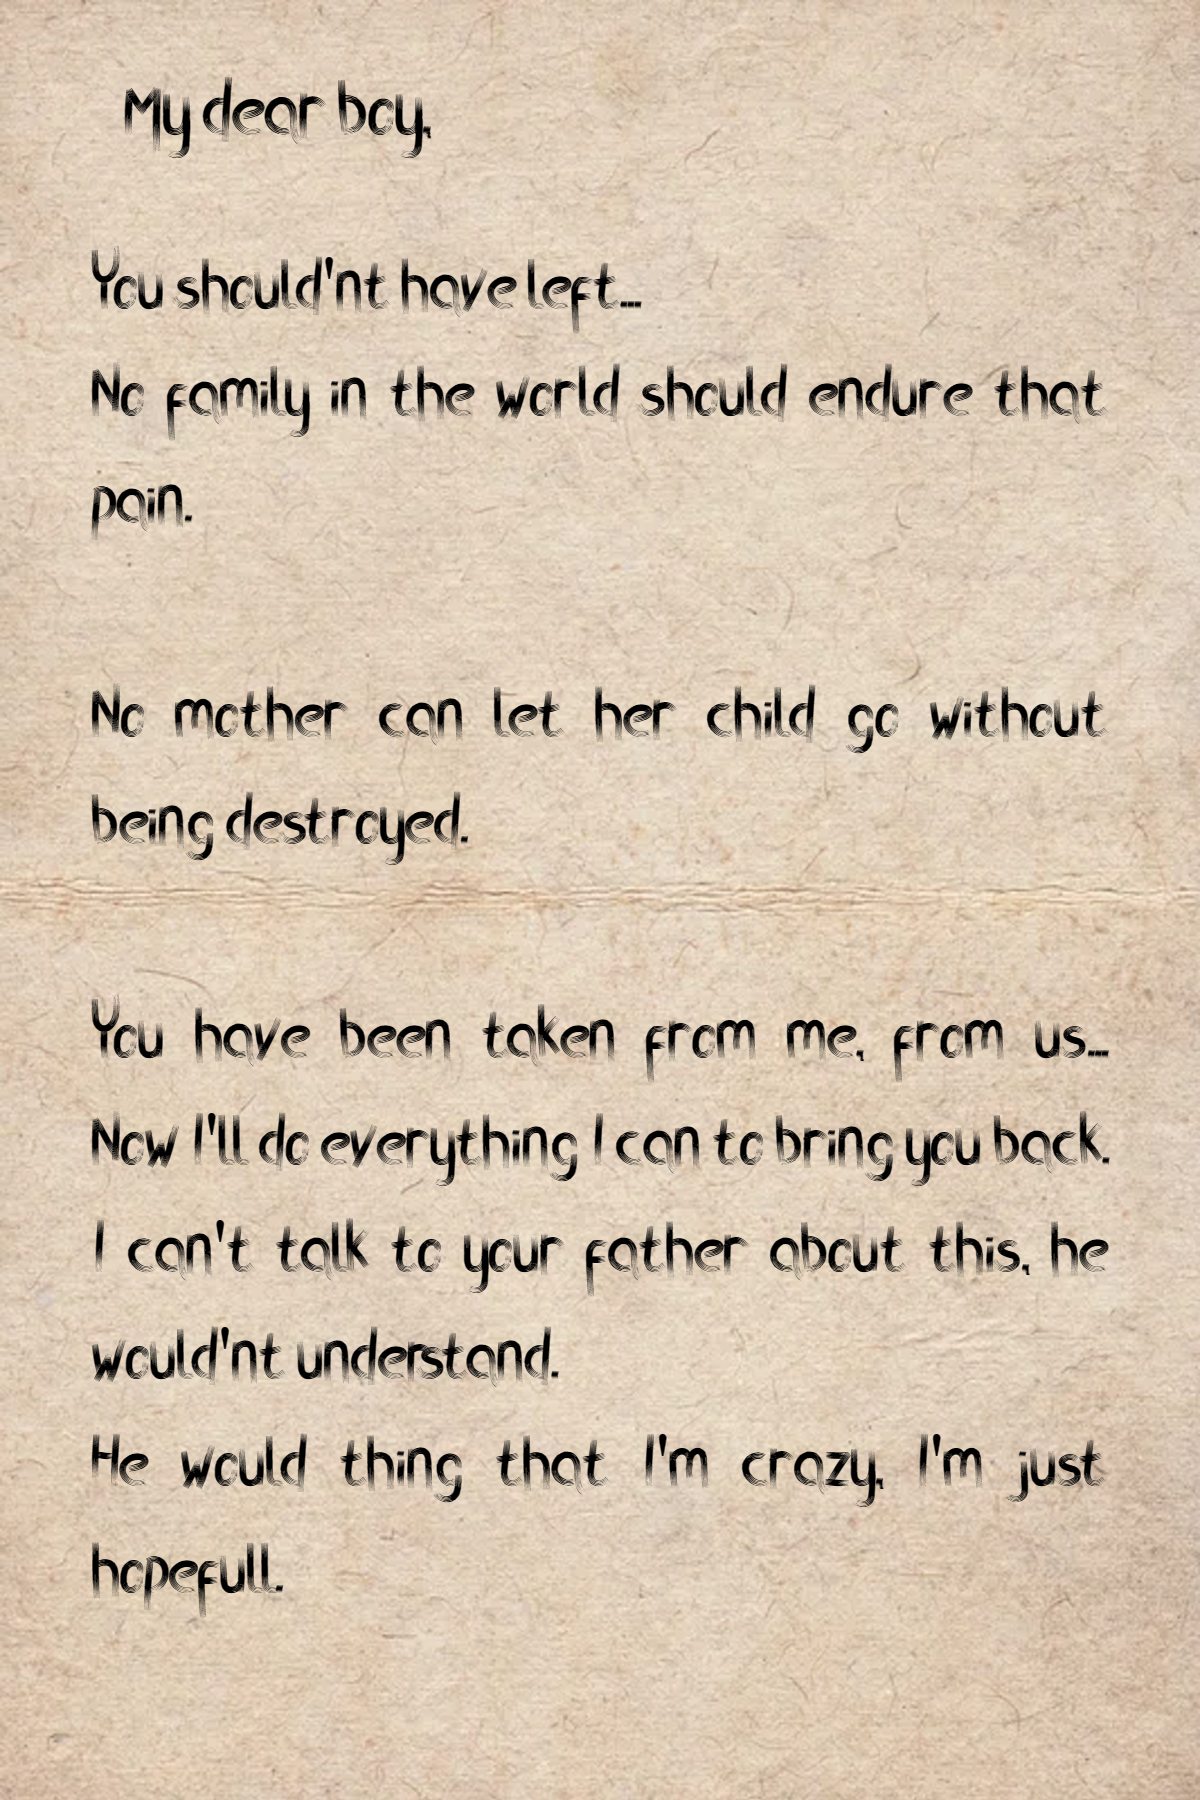 My dear boy,
You should'nt have left...
No family in the world should endure that
pain.
No mother can let her child go without
being destroyed.
You have been taken from me, from us...
Now I'll do everything I can to bring you back.
I can't talk to your father about this, he
would'nt understand.
He would thing that I'm crazy, I'm just
hopefull.